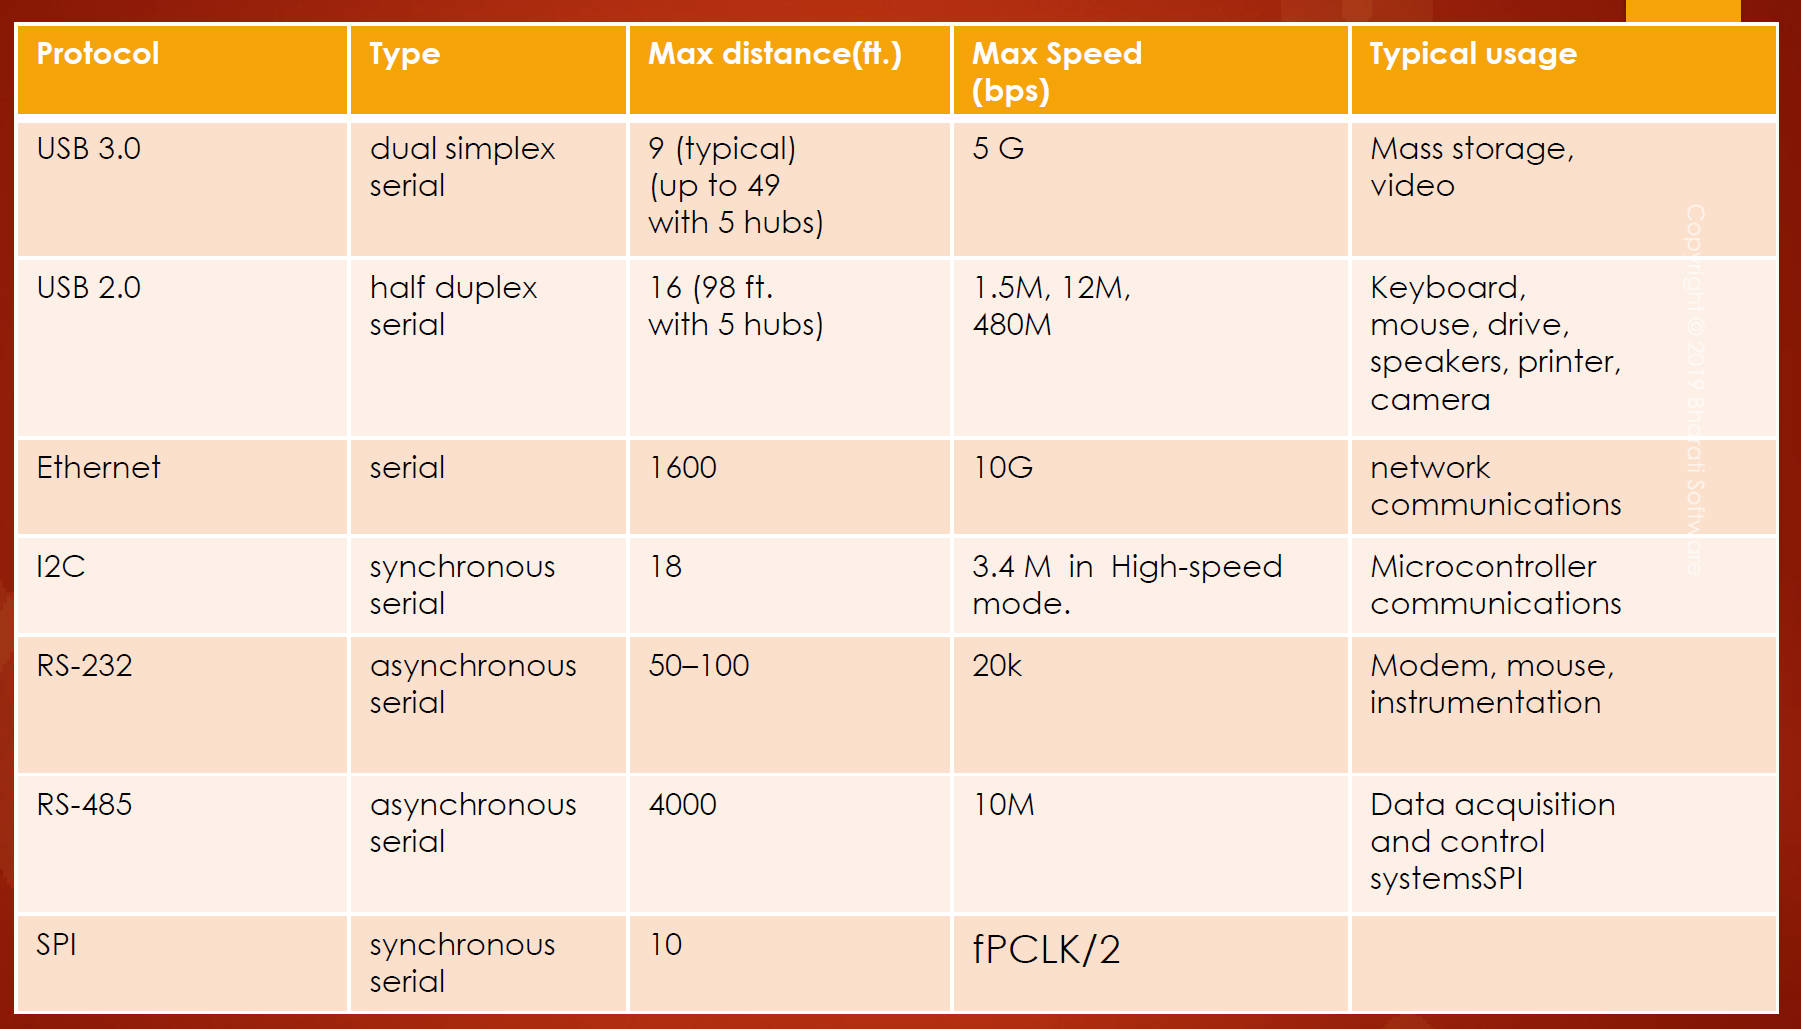 Protocol
Type
Max distance(ft.)
Max Speed
(bps)
Typical usage
USB 3.0
dual simplex
serial
9 (typical)
(up to 49
with 5 hubs)
5 G
Mass storage,
video
USB 2.0
half duplex
serial
16 (98 ft.
with 5 hubs)
1.5M, 12M,
480M
Keyboard,
mouse, drive,
speakers, printer,
camera
Ethernet
serial
1600
10G
network
communications
I2C
synchronous
serial
18
3.4 M in High-speed
mode.
Microcontroller
communications
RS-232
asynchronous
serial
50–100
20k
Modem, mouse,
instrumentation
RS-485
asynchronous
serial
4000
10M
Data acquisition
and control
systemsSPI
SPI
synchronous
serial
10
fPCLK/2
Copyright © 2019 Bharati Software